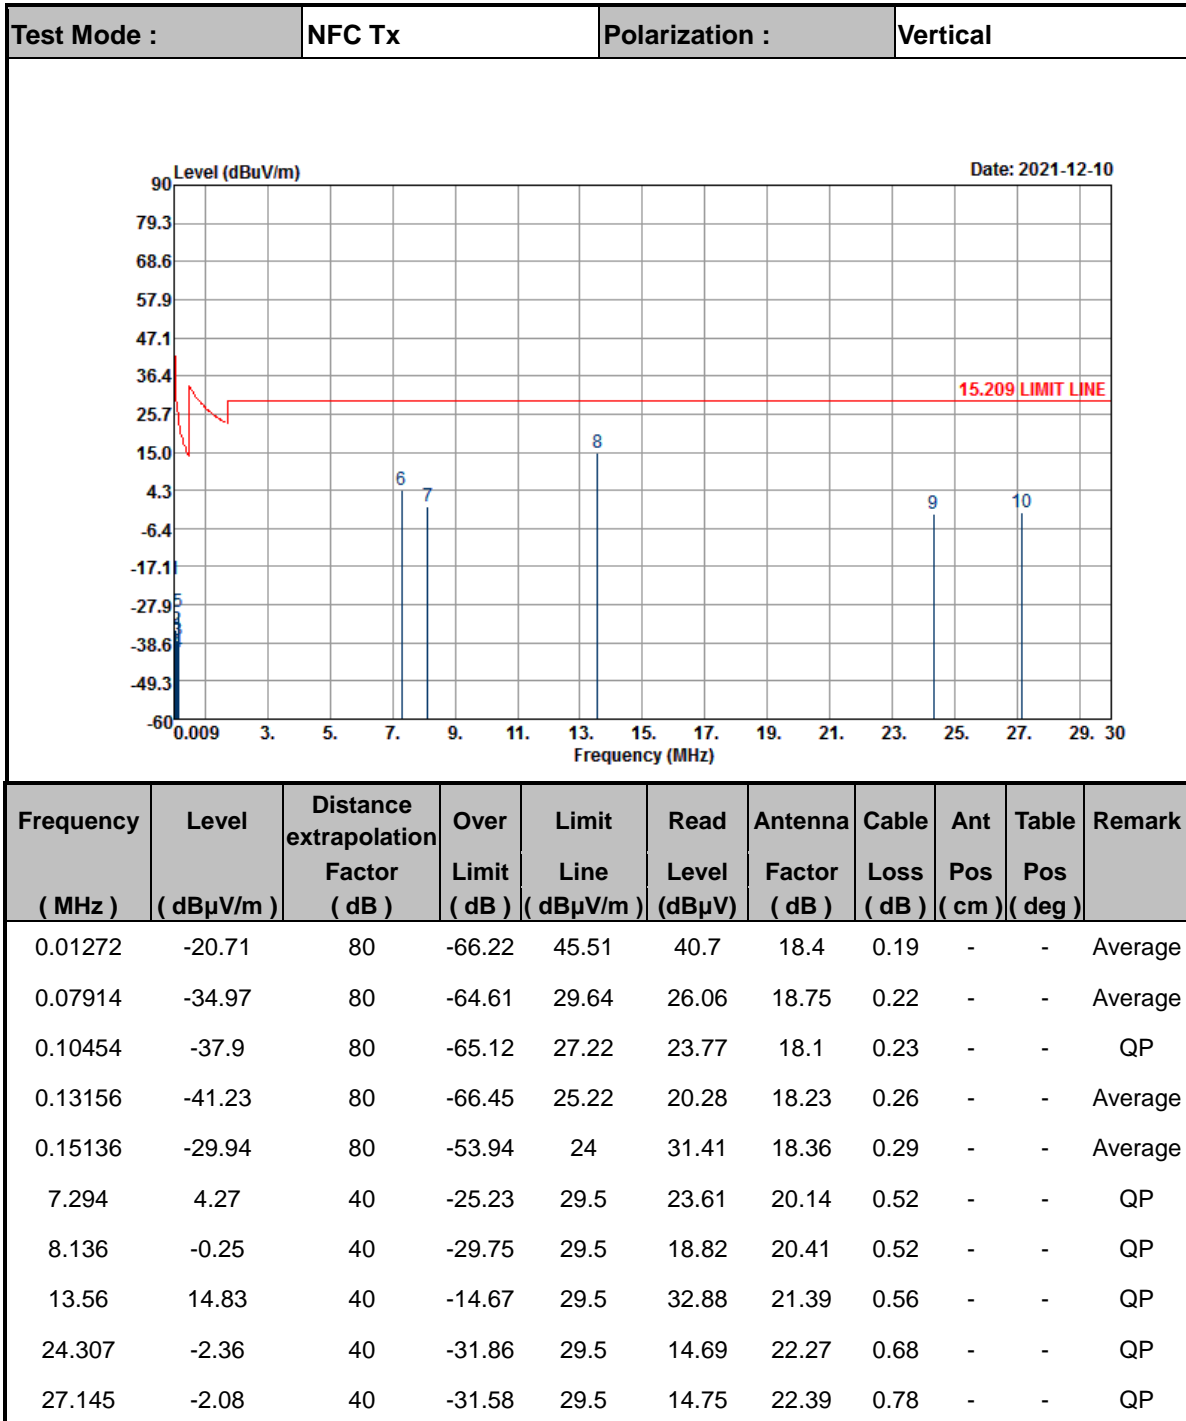 Test Mode : NFC Tx Polarization : Vertical
Level (dBuV/m) Date: 2021-12-10
90
79.3
68.6
57.9
47.1
36.4
25.7
15.0
4.3
-6.4
-17.1
-27.9
-38.6
-49.3
-60
15.209 LIMIT LINE
5
6
7
8
9
10
0.009 3. 5. 7. 9. 11. 13. 15. 17. 19. 21. 23. 25. 27. 29. 30
Frequency (MHz)
Frequency Level Distance extrapolation Over Limit Read Antenna Cable Ant Table Remark
Factor Limit Line Level Factor Loss Pos Pos
( MHz ) ( dBμV/m ) ( dB ) ( dB ) ( dBμV/m ) (dBμV) ( dB ) ( dB ) ( cm ) ( deg )
0.01272 -20.71 80 -66.22 45.51 40.7 18.4 0.19 - - Average
0.07914 -34.97 80 -64.61 29.64 26.06 18.75 0.22 - - Average
0.10454 -37.9 80 -65.12 27.22 23.77 18.1 0.23 - - QP
0.13156 -41.23 80 -66.45 25.22 20.28 18.23 0.26 - - Average
0.15136 -29.94 80 -53.94 24 31.41 18.36 0.29 - - Average
7.294 4.27 40 -25.23 29.5 23.61 20.14 0.52 - - QP
8.136 -0.25 40 -29.75 29.5 18.82 20.41 0.52 - - QP
13.56 14.83 40 -14.67 29.5 32.88 21.39 0.56 - - QP
24.307 -2.36 40 -31.86 29.5 14.69 22.27 0.68 - - QP
27.145 -2.08 40 -31.58 29.5 14.75 22.39 0.78 - - QP